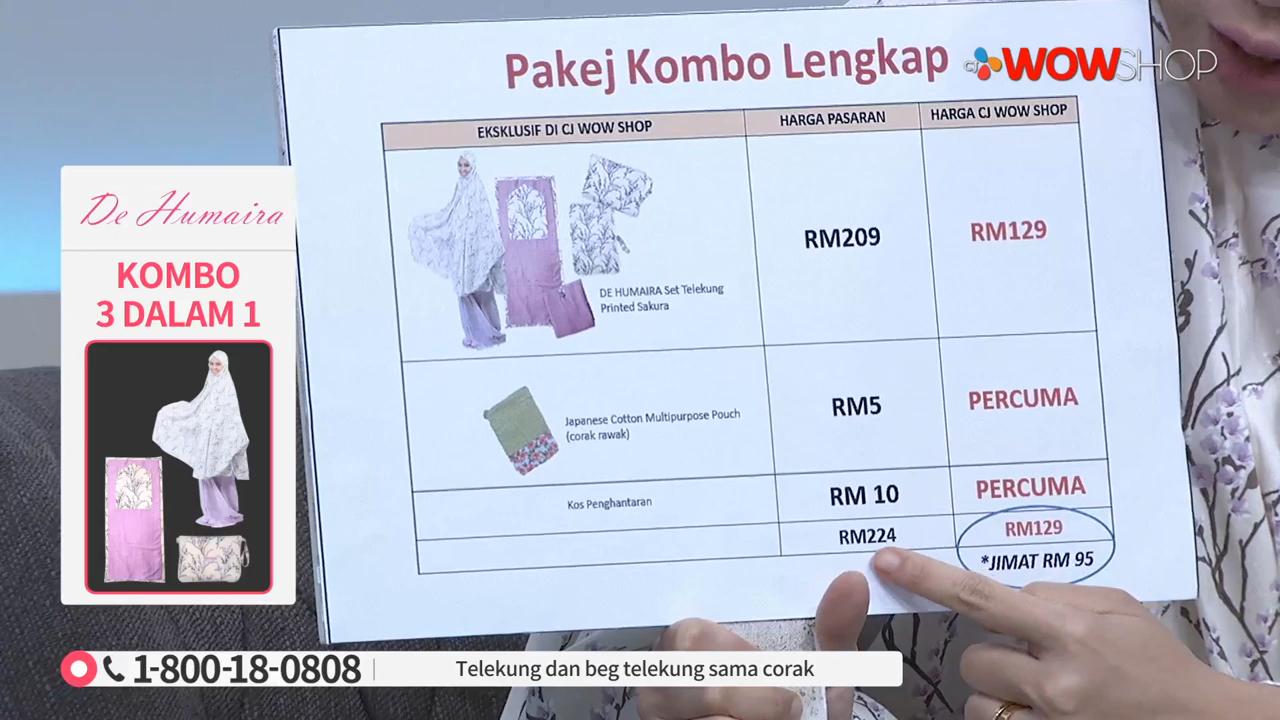 Pakej Kombo Lengkap
CJ WOWSHOP
EKSKLUSIF DI CJ WOW SHOP
HARGA PASARAN
HARGA CJ WOW SHOP
DE HUMAIRA Set Telekung
Printed Sakura
RM209
RM129
Japanese Cotton Multipurpose Pouch
(corak rawak)
RM5
PERCUMA
Kos Penghantaran
RM 10
PERCUMA
RM224
RM129
*JIMAT RM 95
De Humaira
KOMBO
3 DALAM 1
1-800-18-0808
Telekung dan beg telekung sama corak